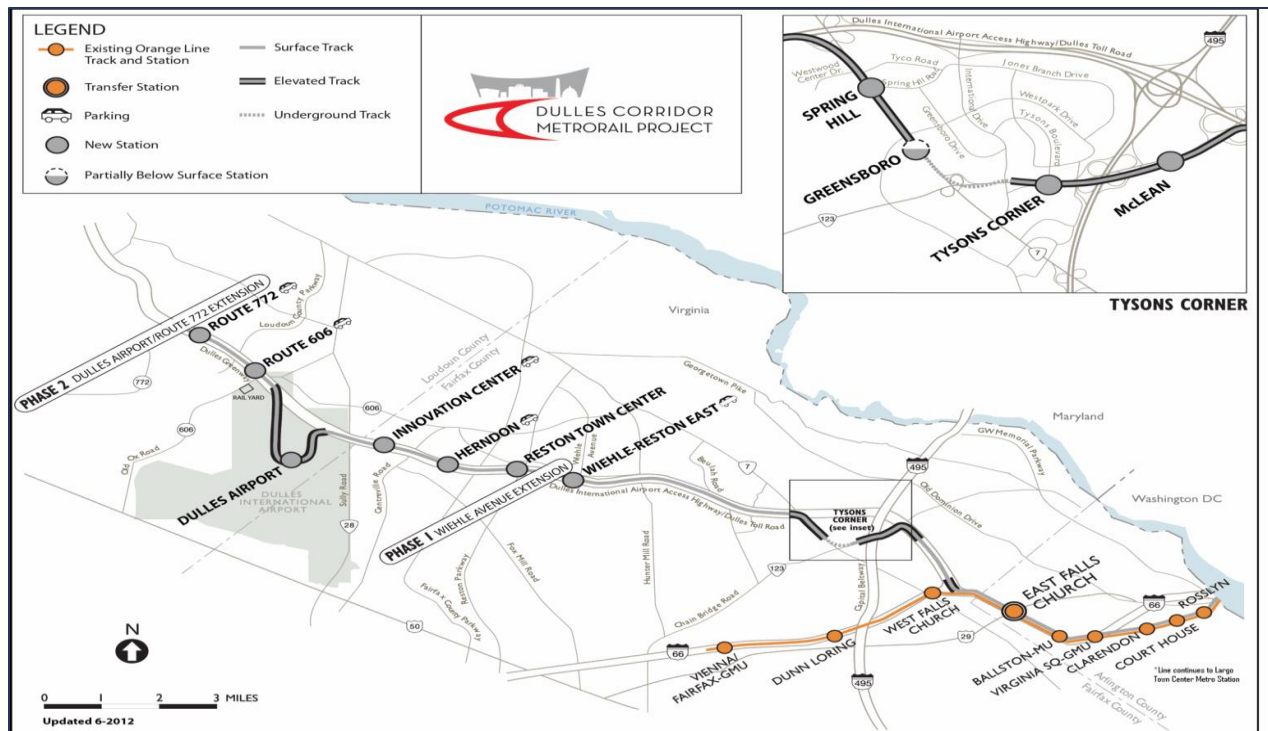 LEGEND
Existing Orange Line
Track and Station
Transfer Station
Parking
New Station
Partially Below Surface Station
Surface Track
Elevated Track
Underground Track
DULLES CORRIDOR
METRORAIL PROJECT
Dulles International Airport Access Highway/Dulles Toll Road
495
Westwood
Center Dr.
Tyco Road
Spring Hill Road
International Drive
Jones Branch Drive
Westpark Drive
Tysons Boulevard
Greensboro Drive
SPRING
HILL
GREENSBORO
TYSONS CORNER
McLEAN
123
7
TYSONS CORNER
POTOMAC RIVER
Virginia
Maryland
Washington DC
PHASE 2 DULLES AIRPORT/ROUTE 772 EXTENSION
ROUTE 772
ROUTE 606
Loudoun County Parkway
Dulles Greenway
772
RAIL YARD
606
606
Old Ox Road
Loudoun County
Fairfax County
DULLES AIRPORT
DULLES
INTERNATIONAL
AIRPORT
Sully Road
28
Centreville Road
INNOVATION CENTER
HERNDON
RESTON TOWN CENTER
WIEHLE-RESTON EAST
Wiehle
Avenue
PHASE 1 WIEHLE AVENUE EXTENSION
Dulles International Airport Access Highway/Dulles Toll Road
Georgetown Pike
Beulah Road
7
495
Old Dominion Drive
GW Memorial Parkway
TYSONS
CORNER
(see inset)
Fairfax County
Parkway
Reston Parkway
Fox Mill Road
Hunter Mill Road
Chain Bridge Road
123
Capital Beltway
50
66
VIENNA/
FAIRFAX-GMU
DUNN LORING
WEST FALLS
CHURCH
EAST FALLS
CHURCH
29
495
BALLSTON-MU
VIRGINIA SQ-GMU
CLARENDON
COURT HOUSE
ROSSLYN
66
Arlington County
Fairfax County
*Line continues to Largo
Town Center Metro Station
N
0 1 2 3 MILES
Updated 6-2012